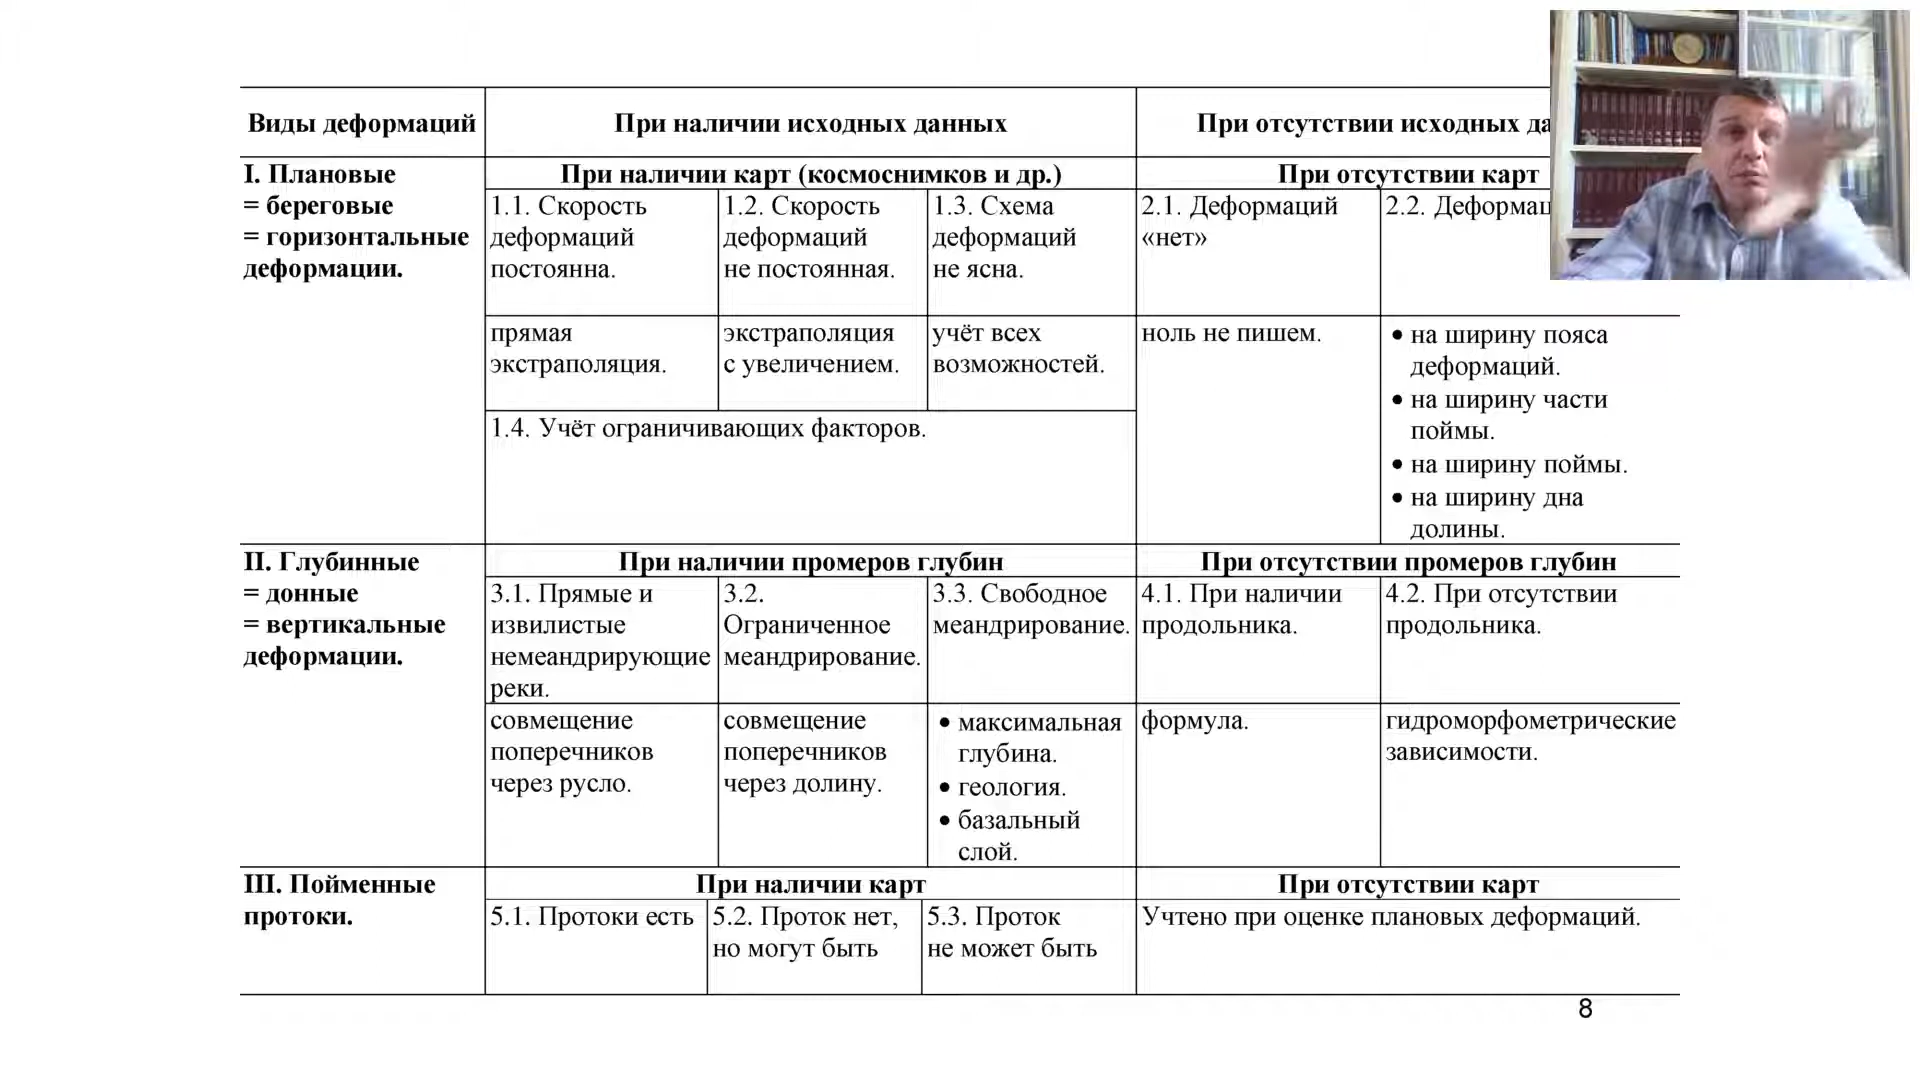 Виды деформаций
При наличии исходных данных
При отсутствии исходных
I. Плановые
= береговые
= горизонтальные
деформации.
При наличии карт (космоснимков и др.)
При отсутствии карт
1.1. Скорость
деформаций
постоянна.
1.2. Скорость
деформаций
не постоянная.
1.3. Схема
деформаций
не ясна.
2.1. Деформаций
«нет»
2.2.
прямая
экстраполяция.
экстраполяция
с увеличением.
учёт всех
возможностей.
ноль не пишем.
• на ширину пояса
деформаций.
• на ширину части
поймы.
• на ширину поймы.
• на ширину дна
долины.
1.4. Учёт ограничивающих факторов.
II. Глубинные
= донные
= вертикальные
деформации.
При наличии промеров глубин
При отсутствии промеров глубин
3.1. Прямые и
извилистые
немеандрирующие
реки.
3.2.
Ограниченное
меандрирование.
3.3. Свободное
меандрирование.
4.1. При наличии
продольника.
4.2. При отсутствии
продольника.
совмещение
поперечников
через русло.
совмещение
поперечников
через долину.
• максимальная
глубина.
• геология.
• базальный
слой.
формула.
гидроморфометрические
зависимости.
III. Пойменные
протоки.
При наличии карт
При отсутствии карт
5.1. Протоки есть
5.2. Проток нет,
но могут быть
5.3. Проток
не может быть
Учтено при оценке плановых деформаций.
8